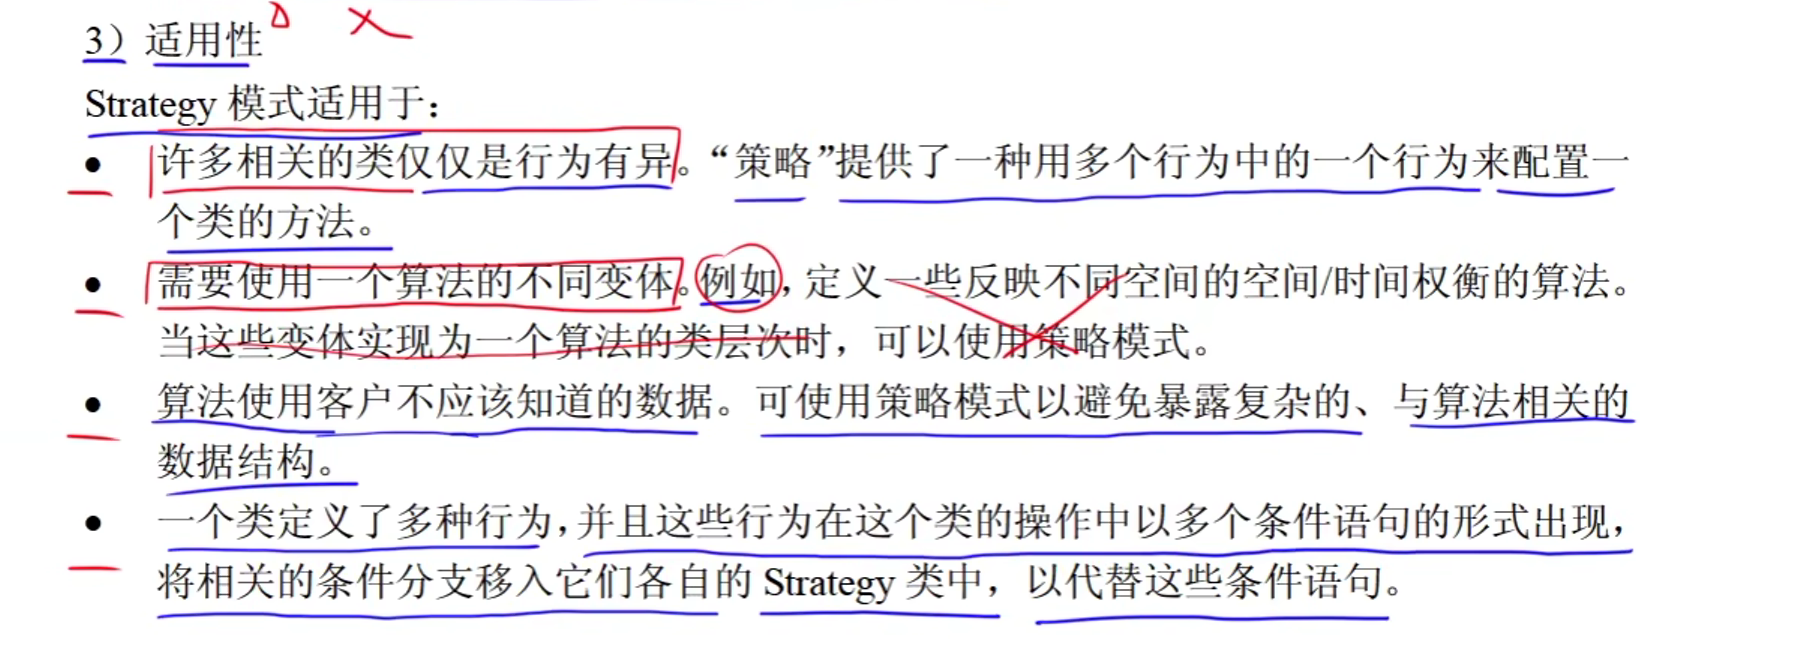 3）适用性
Strategy 模式适用于：
● 许多相关的类仅仅是行为有异。“策略”提供了一种用多个行为中的一个行为来配置一
个类的方法。
● 需要使用一个算法的不同变体。例如，定义一些反映不同空间的空间/时间权衡的算法。
当这些变体实现为一个算法的类层次时，可以使用策略模式。
● 算法使用客户不应该知道的数据。可使用策略模式以避免暴露复杂的、与算法相关的
数据结构。
● 一个类定义了多种行为，并且这些行为在这个类的操作中以多个条件语句的形式出现，
将相关的条件分支移入它们各自的 Strategy 类中，以代替这些条件语句。